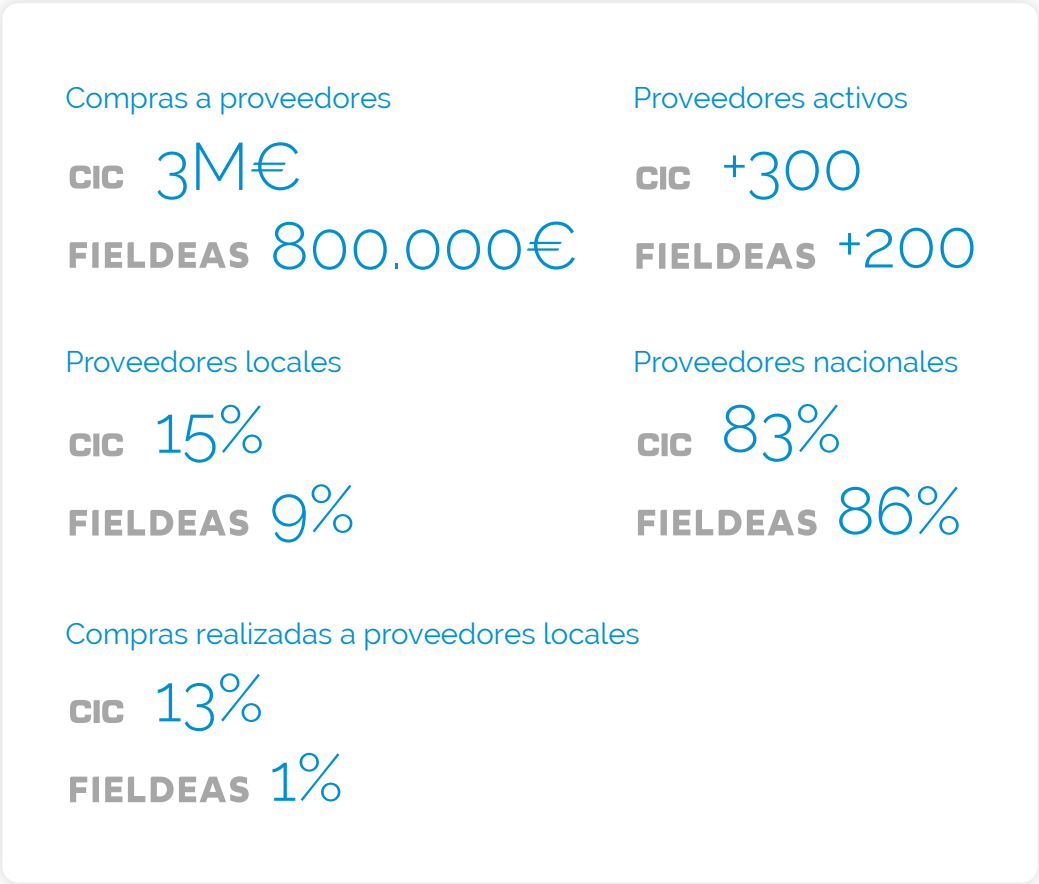 Compras a proveedores
CIC 3M€
FIELDEAS 800.000€
Proveedores activos
CIC +300
FIELDEAS +200
Proveedores locales
CIC 15%
FIELDEAS 9%
Proveedores nacionales
CIC 83%
FIELDEAS 86%
Compras realizadas a proveedores locales
CIC 13%
FIELDEAS 1%